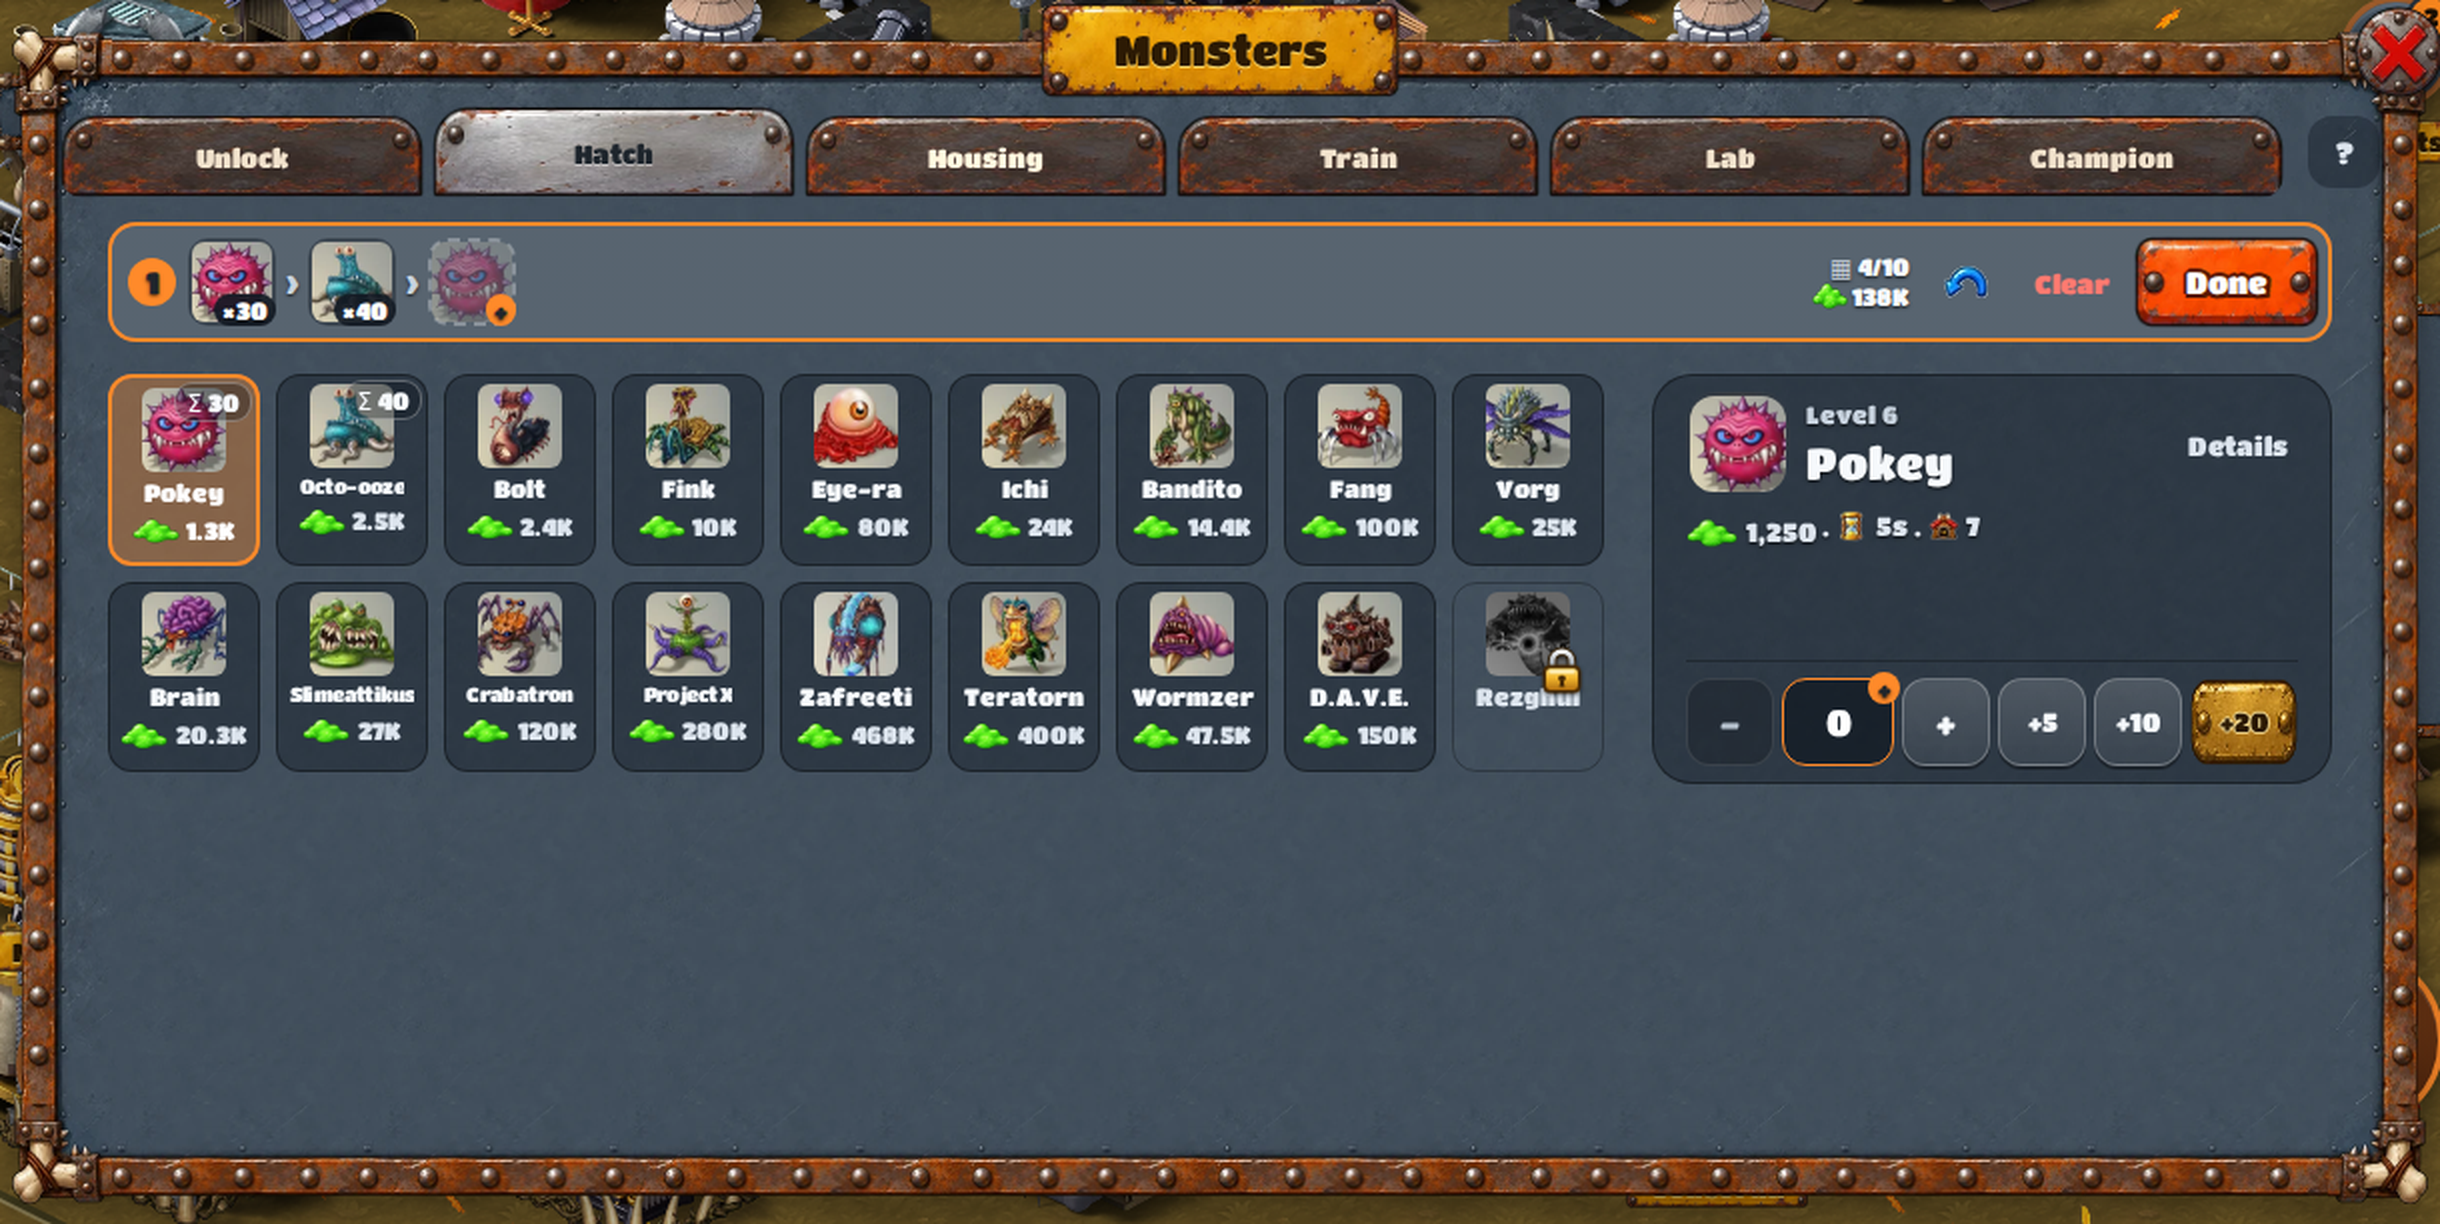 Monsters
Unlock
Hatch
Housing
Train
Lab
Champion
?
1
×30
×40
4/10
138K
Clear
Done
Σ 30
Pokey
1.3K
Σ 40
Octo-ooze
2.5K
Bolt
2.4K
Fink
10K
Eye-ra
80K
Ichi
24K
Bandito
14.4K
Fang
100K
Vorg
25K
Brain
20.3K
Slimeattikus
27K
Crabatron
120K
Project X
280K
Zafreeti
468K
Teratorn
400K
Wormzer
47.5K
D.A.V.E.
150K
Rezghul
Level 6
Pokey
Details
1,250 · 5s · 7
-
0
+
+5
+10
+20